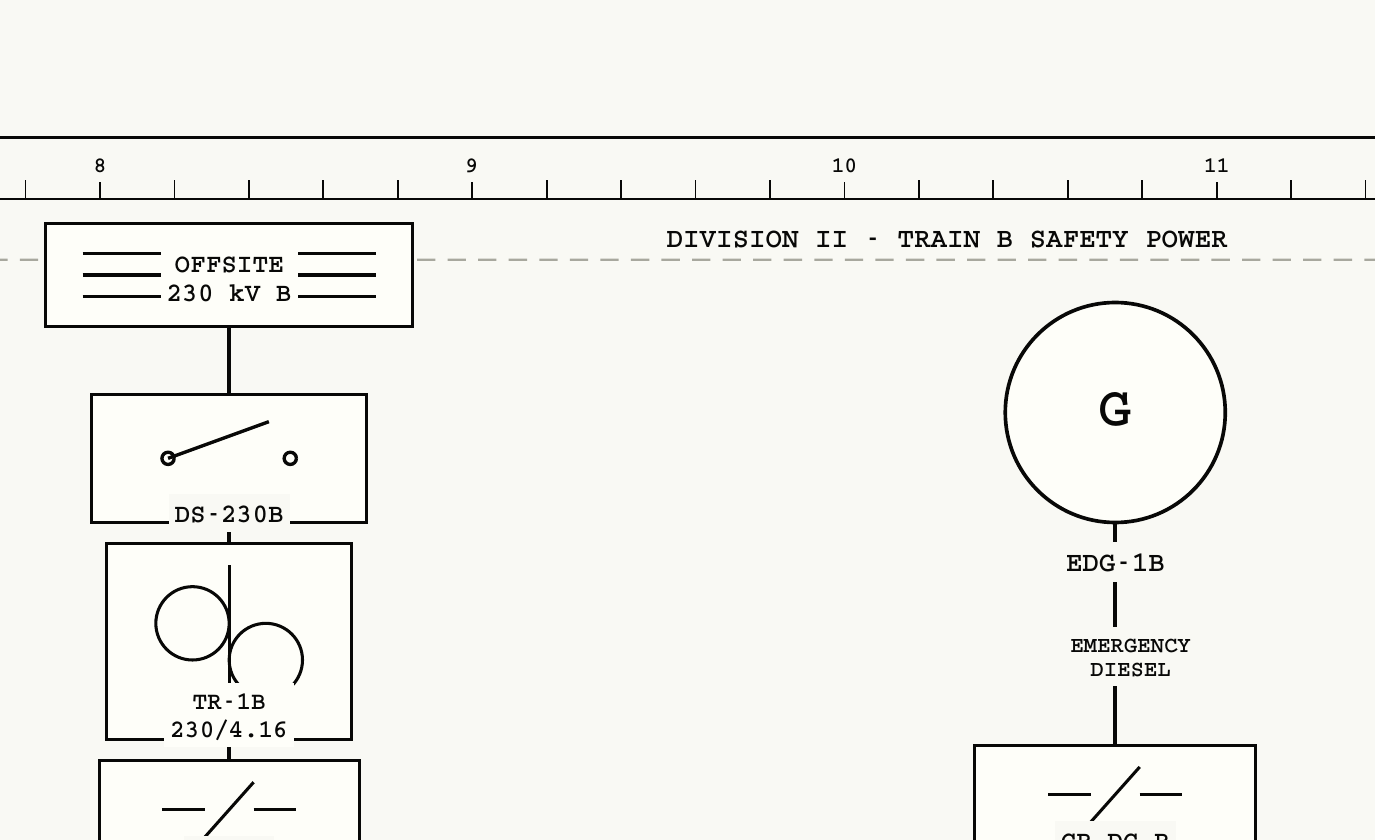 8 9 10 11
DIVISION II - TRAIN B SAFETY POWER
OFFSITE
230 kV B
G
DS-230B
EDG-1B
EMERGENCY
DIESEL
TR-1B
230/4.16